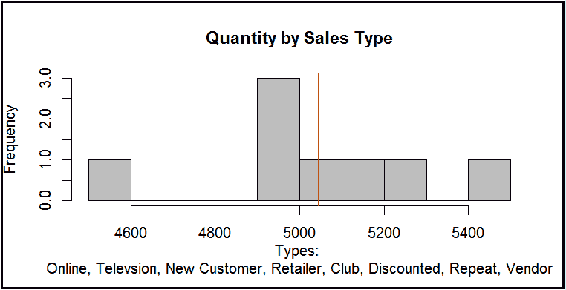 Quantity by Sales Type
Frequency
3.0
2.0
1.0
0.0
4600 4800 5000 5200 5400
Types:
Online, Televsion, New Customer, Retailer, Club, Discounted, Repeat, Vendor